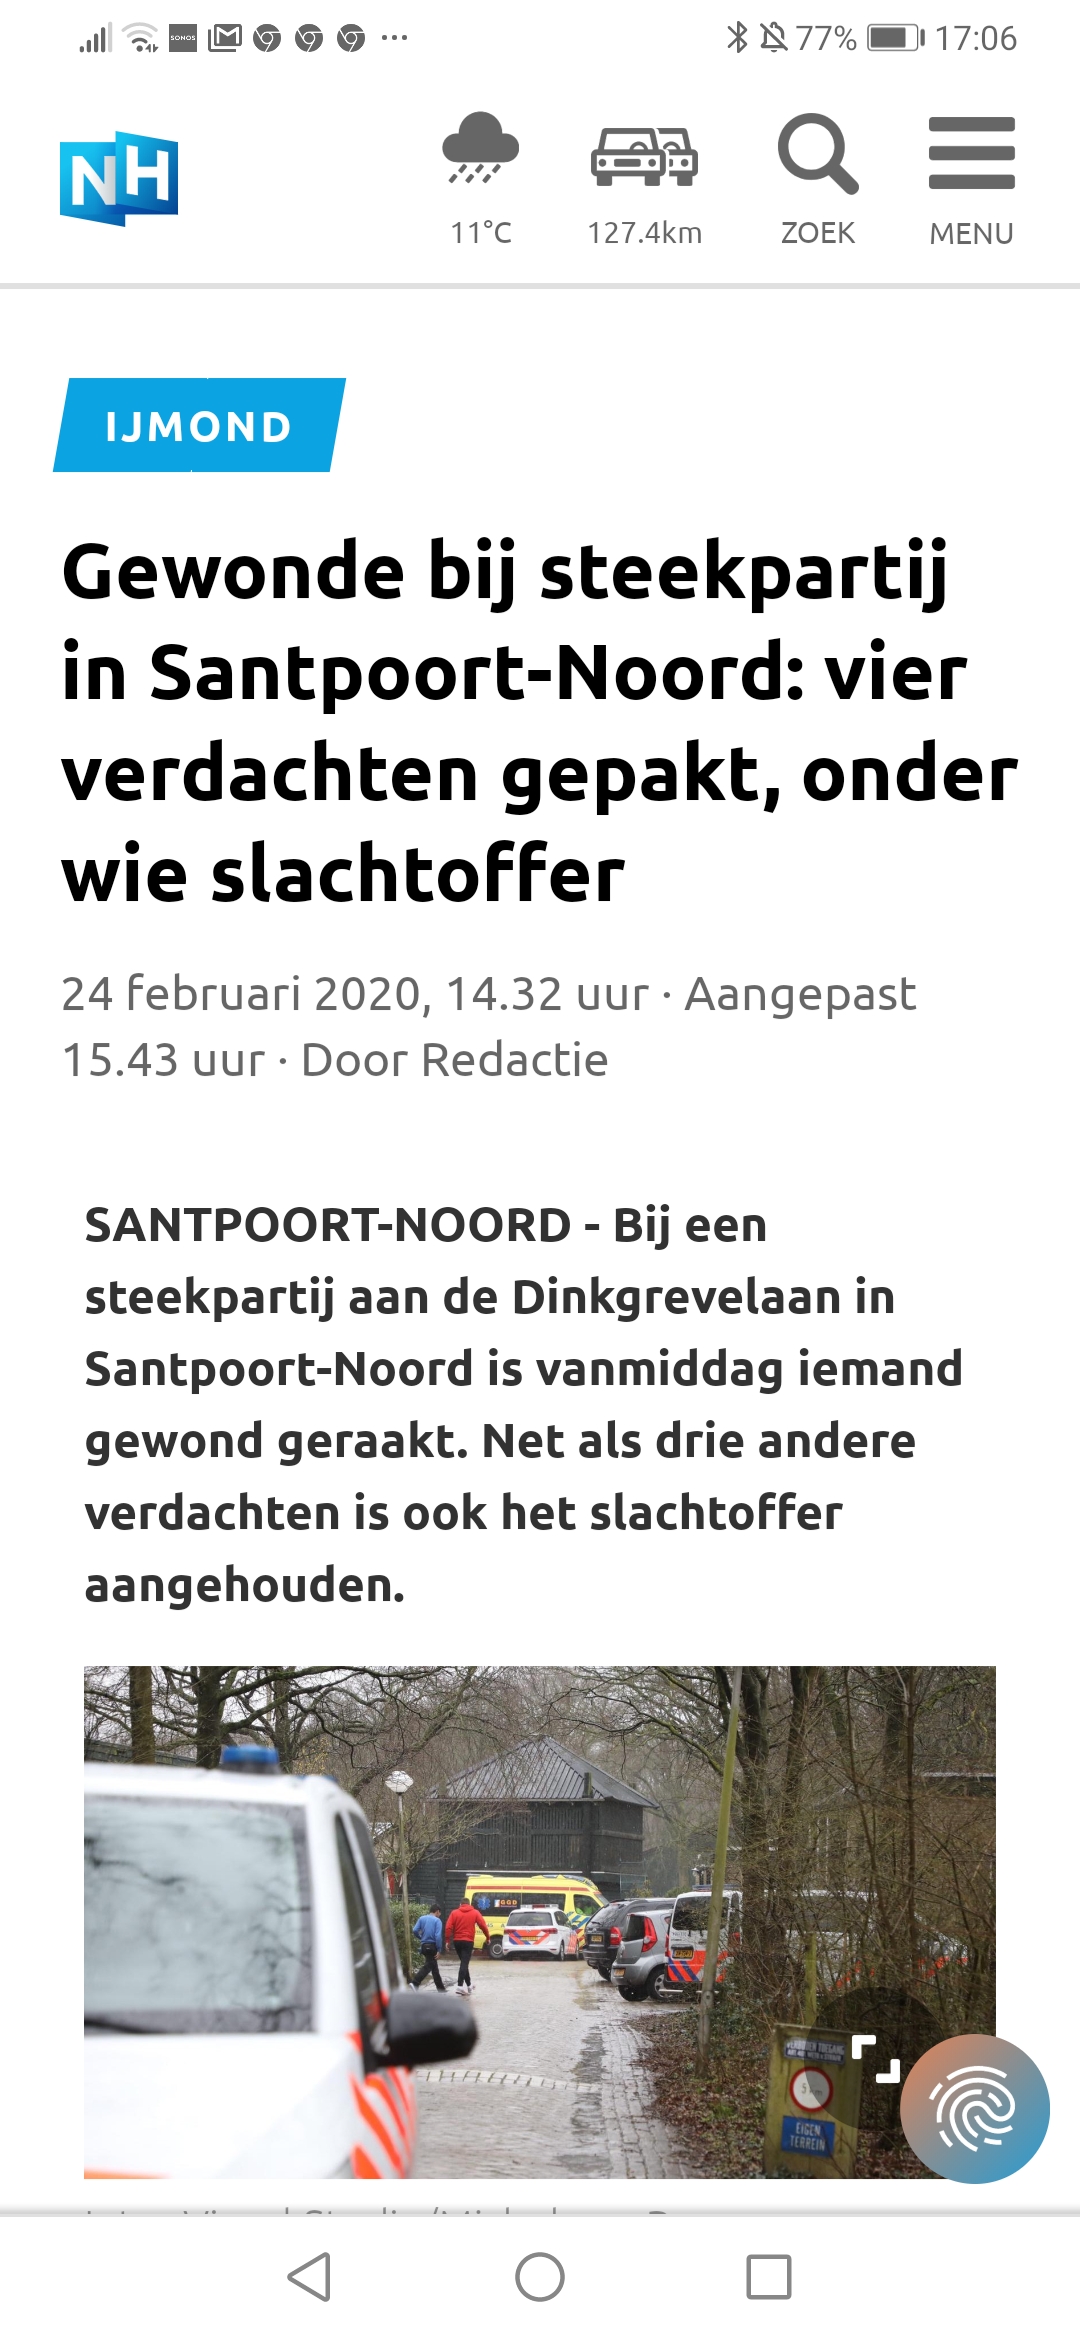 SONOS 77% 17:06
NH
11°C 127.4km ZOEK MENU
IJMOND
Gewonde bij steekpartij
in Santpoort-Noord: vier
verdachten gepakt, onder
wie slachtoffer
24 februari 2020, 14.32 uur · Aangepast
15.43 uur · Door Redactie
SANTPOORT-NOORD - Bij een
steekpartij aan de Dinkgrevelaan in
Santpoort-Noord is vanmiddag iemand
gewond geraakt. Net als drie andere
verdachten is ook het slachtoffer
aangehouden.
GGD
VERBODEN TOEGANG
EIGEN
TERREIN